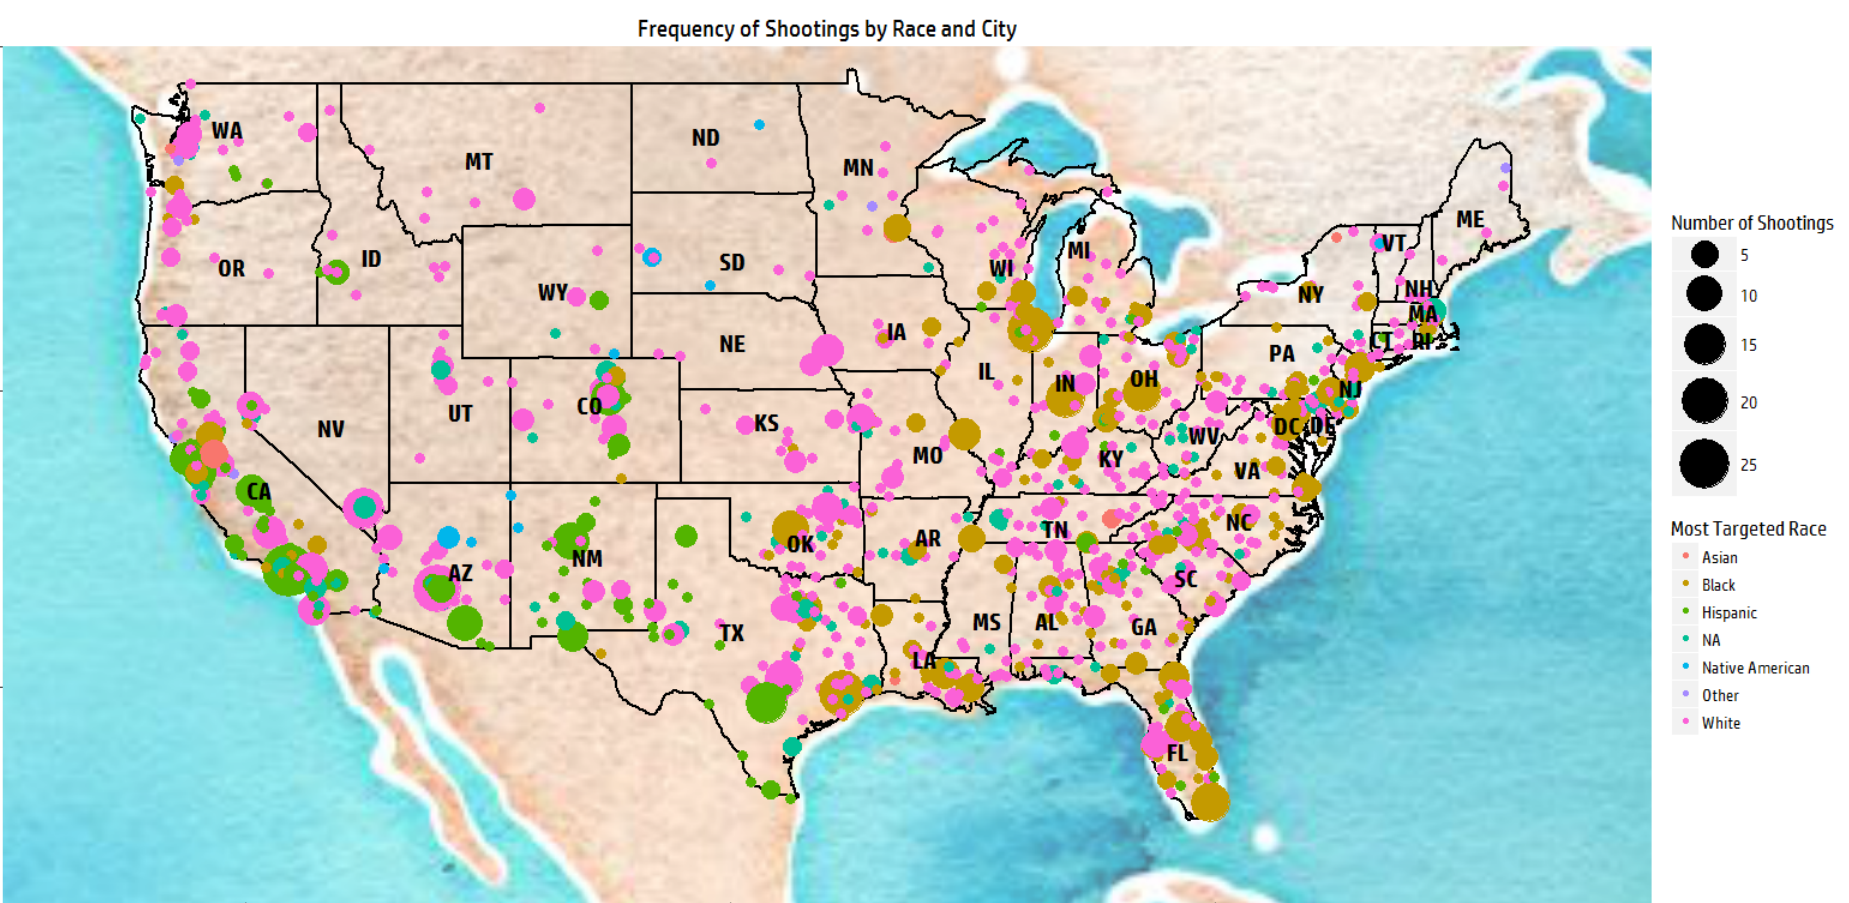 Frequency of Shootings by Race and City
WA
MT
ND
MN
ME
OR
ID
WY
SD
WI
MI
VT
NH
NY
MA
CT
RI
NV
UT
CO
NE
IA
IL
IN
OH
PA
NJ
KS
MO
KY
WV
DC
DE
VA
CA
AZ
NM
OK
AR
TN
NC
SC
TX
LA
MS
AL
GA
FL
Number of Shootings
5
10
15
20
25
Most Targeted Race
Asian
Black
Hispanic
NA
Native American
Other
White